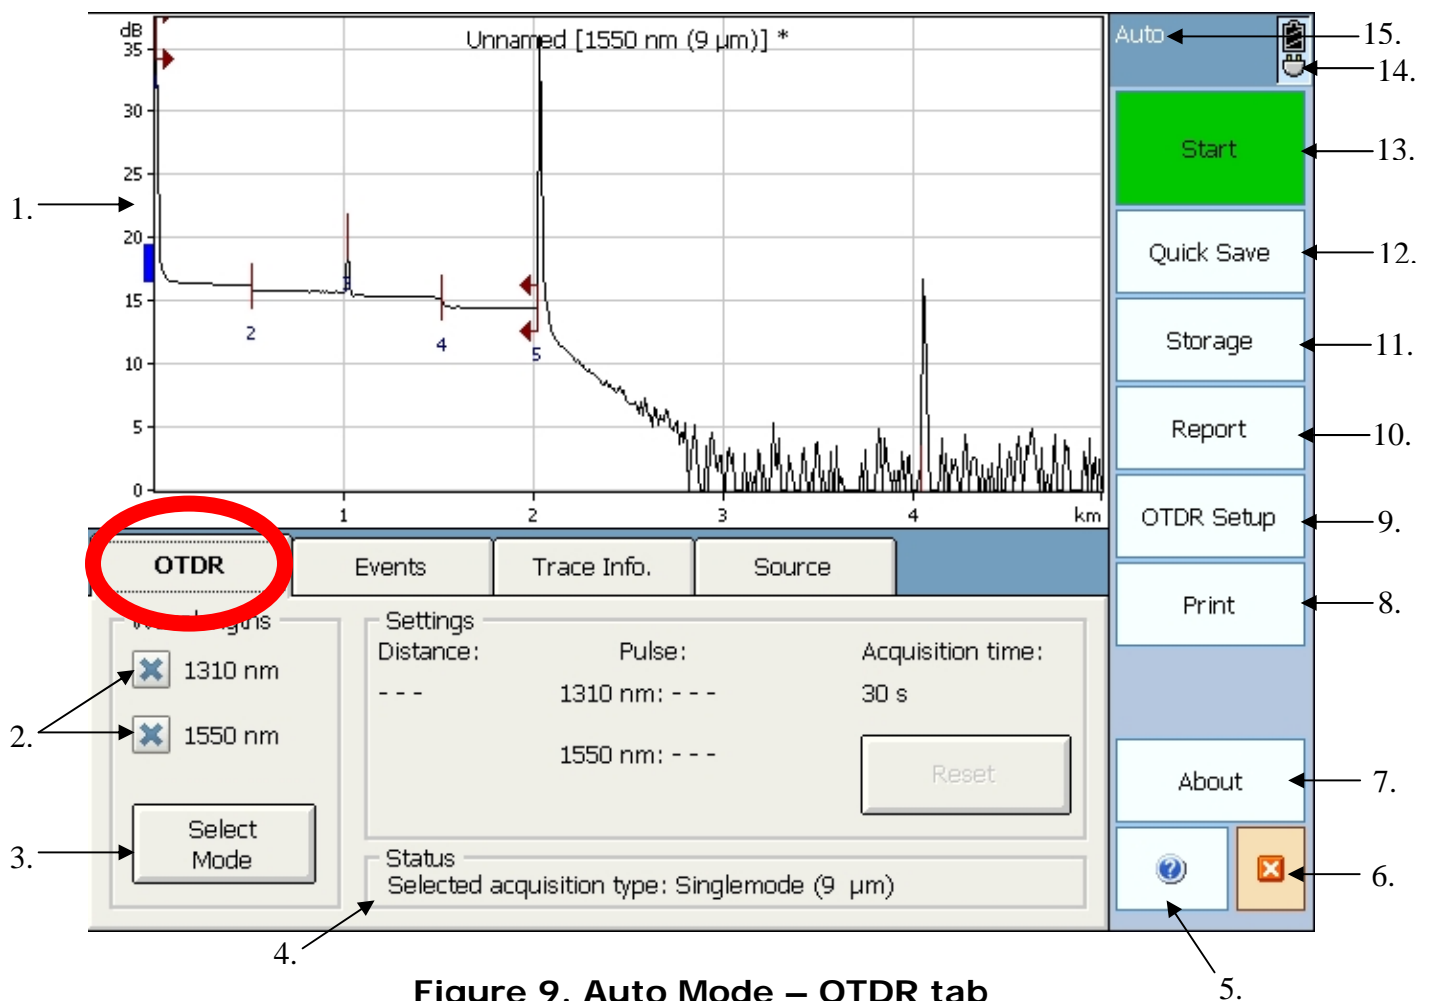 dB
Unnamed [1550 nm (9 µm)] *
35
30
25
20
15
10
5
0
1
2
3
4
km
2
3
4
5
Auto
Start
Quick Save
Storage
Report
OTDR Setup
Print
About
OTDR
Events
Trace Info.
Source
1310 nm
1550 nm
Select
Mode
Settings
Distance:
Pulse:
Acquisition time:
- - -
1310 nm: - - -
30 s
1550 nm: - - -
Reset
Status
Selected acquisition type: Singlemode (9 µm)
1.
2.
3.
4.
5.
6.
7.
8.
9.
10.
11.
12.
13.
14.
15.
Figure 9. Auto Mode – OTDR tab